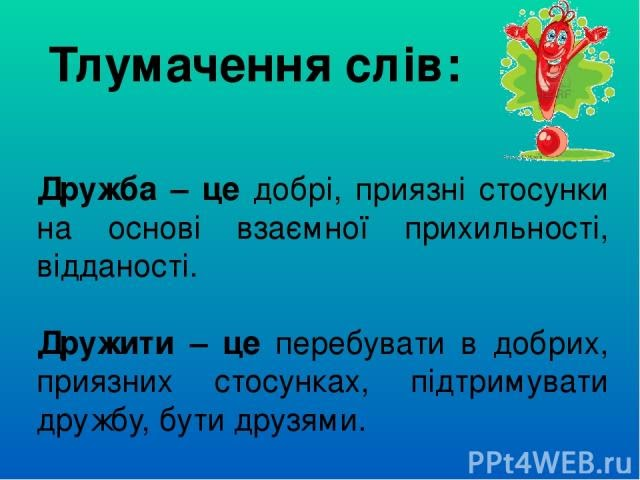 Тлумачення слів:
Дружба – це добрі, приязні стосунки
на основі взаємної прихильності,
відданості.
Дружити – це перебувати в добрих,
приязних стосунках, підтримувати
дружбу, бути друзями.
PPt4WEB.ru